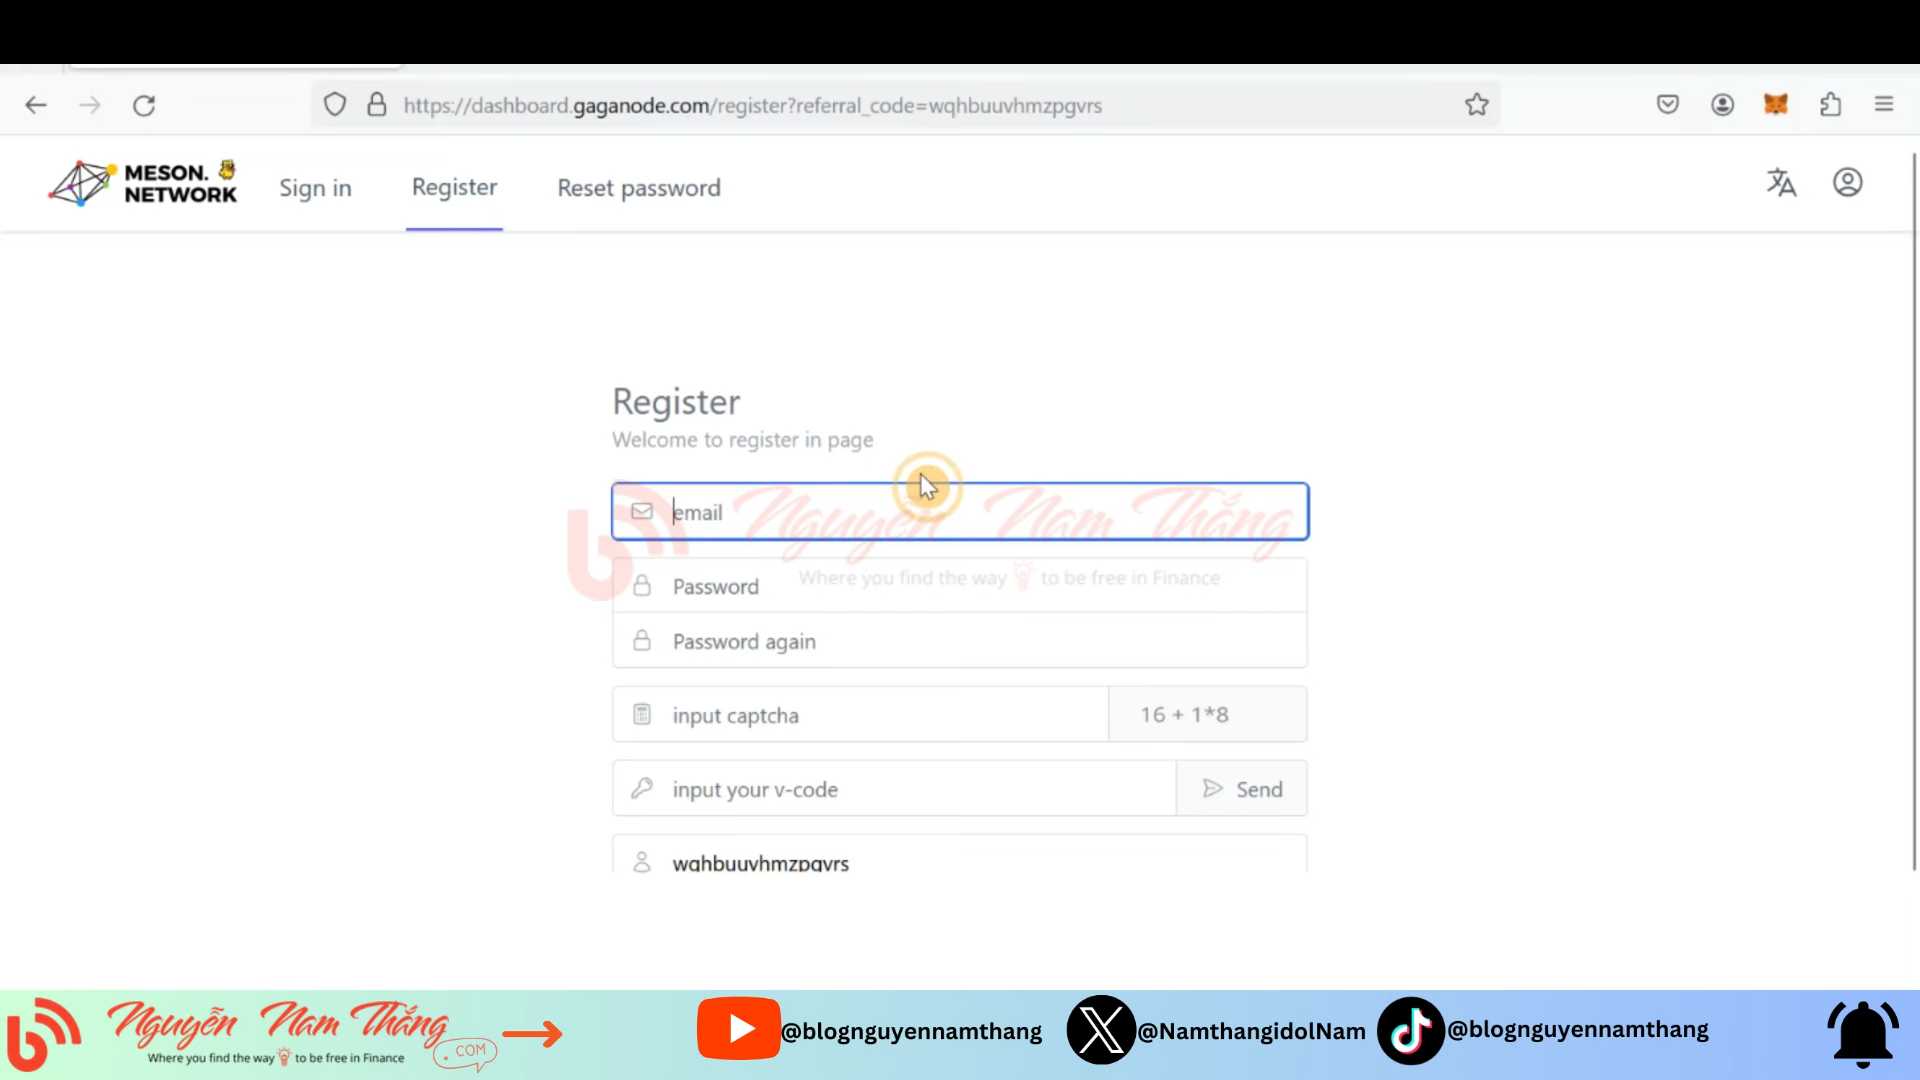 https://dashboard.gaganode.com/register?referral_code=wqhbuuvhmzpgvrs
MESON.
NETWORK
Sign in
Register
Reset password
Register
Welcome to register in page
email
Nguyễn Nam Thắng
Where you find the way to be free in Finance
Password
Password again
input captcha
16 + 1*8
input your v-code
Send
wqhbuuvhmzpgvrs
Nguyễn Nam Thắng
Where you find the way to be free in Finance
.COM
@blognguyennamthang
@NamthangidolNam
@blognguyennamthang